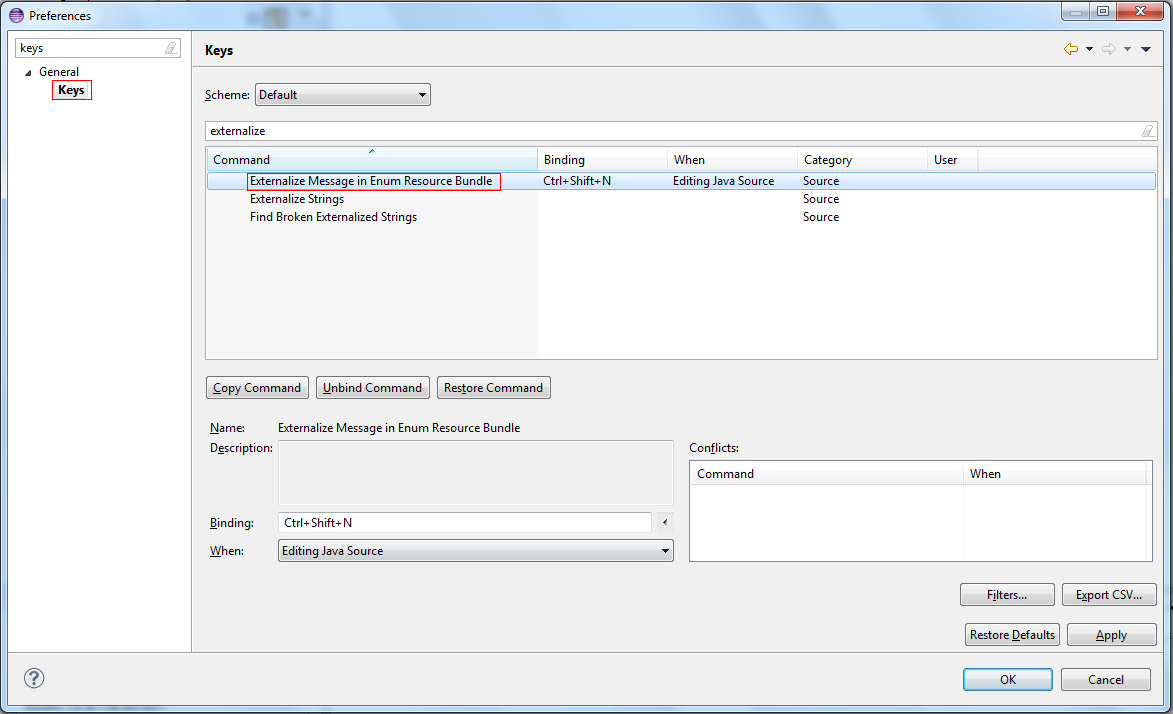 Preferences
keys
General
Keys
Keys
Scheme: Default
externalize
Command Binding When Category User
Externalize Message in Enum Resource Bundle Ctrl+Shift+N Editing Java Source Source
Externalize Strings Source
Find Broken Externalized Strings Source
Copy Command Unbind Command Restore Command
Name: Externalize Message in Enum Resource Bundle
Description: Conflicts:
Command When
Binding: Ctrl+Shift+N
When: Editing Java Source
Filters... Export CSV...
Restore Defaults Apply
? OK Cancel